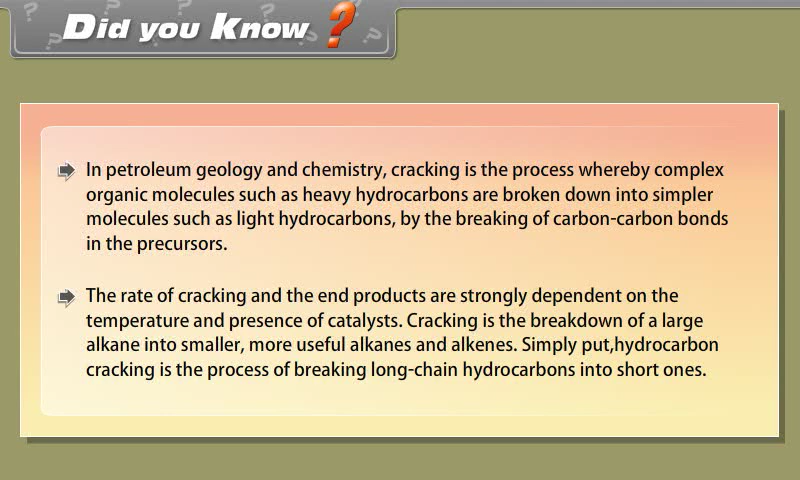 Did you Know ?
In petroleum geology and chemistry, cracking is the process whereby complex
organic molecules such as heavy hydrocarbons are broken down into simpler
molecules such as light hydrocarbons, by the breaking of carbon-carbon bonds
in the precursors.
The rate of cracking and the end products are strongly dependent on the
temperature and presence of catalysts. Cracking is the breakdown of a large
alkane into smaller, more useful alkanes and alkenes. Simply put,hydrocarbon
cracking is the process of breaking long-chain hydrocarbons into short ones.